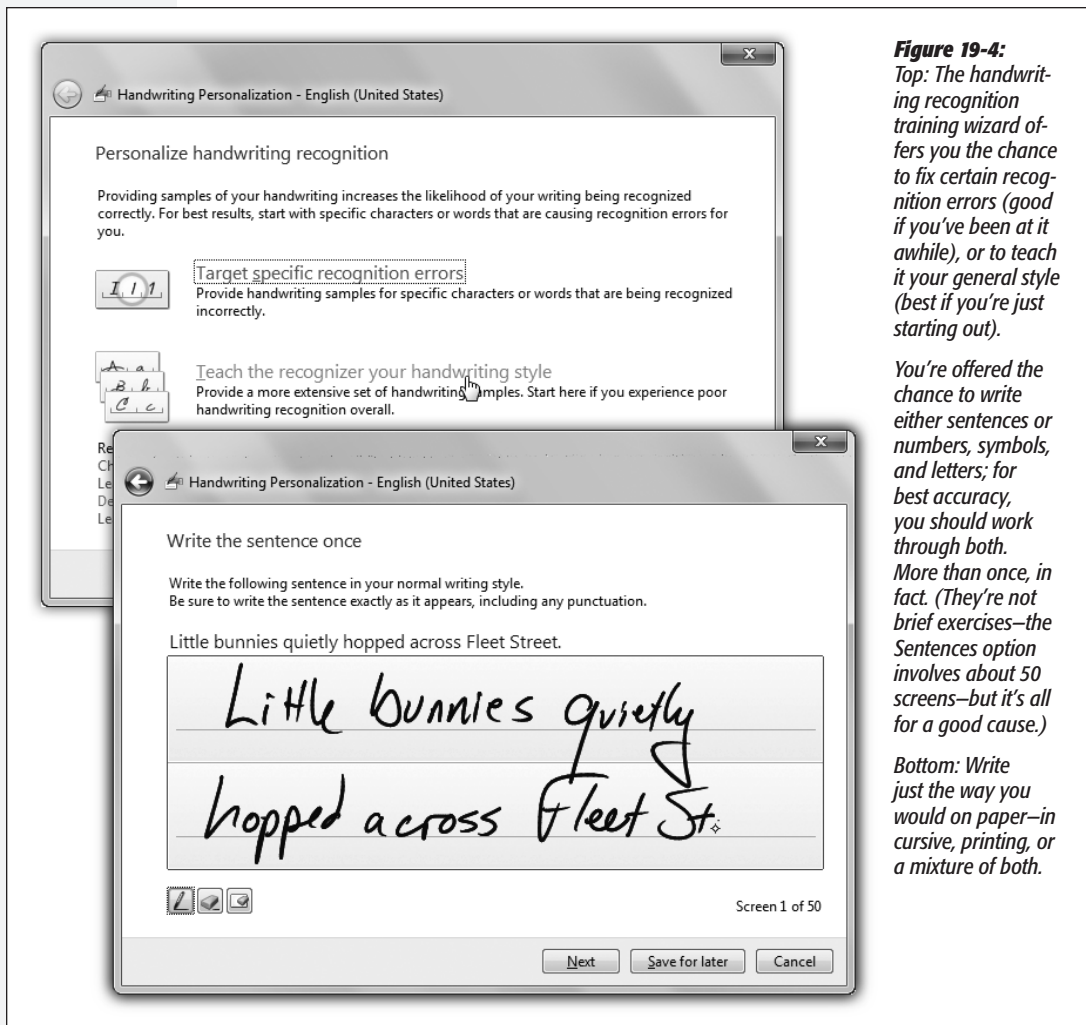 Handwriting Personalization - English (United States)
Personalize handwriting recognition
Providing samples of your handwriting increases the likelihood of your writing being recognized
correctly. For best results, start with specific characters or words that are causing recognition errors for
you.
I 1 1
Target specific recognition errors
Provide handwriting samples for specific characters or words that are being recognized
incorrectly.
A a
B b
C c
Teach the recognizer your handwriting style
Provide a more extensive set of handwriting samples. Start here if you experience poor
handwriting recognition overall.
Re
Ch
Le
De
Le
Handwriting Personalization - English (United States)
Write the sentence once
Write the following sentence in your normal writing style.
Be sure to write the sentence exactly as it appears, including any punctuation.
Little bunnies quietly hopped across Fleet Street.
Little bunnies quietly
hopped across Fleet St.
Screen 1 of 50
Next Save for later Cancel
Figure 19-4:
Top: The handwrit-
ing recognition
training wizard of-
fers you the chance
to fix certain recog-
nition errors (good
if you've been at it
awhile), or to teach
it your general style
(best if you're just
starting out).
You're offered the
chance to write
either sentences or
numbers, symbols,
and letters; for
best accuracy,
you should work
through both.
More than once, in
fact. (They're not
brief exercises—the
Sentences option
involves about 50
screens—but it's all
for a good cause.)
Bottom: Write
just the way you
would on paper—in
cursive, printing, or
a mixture of both.